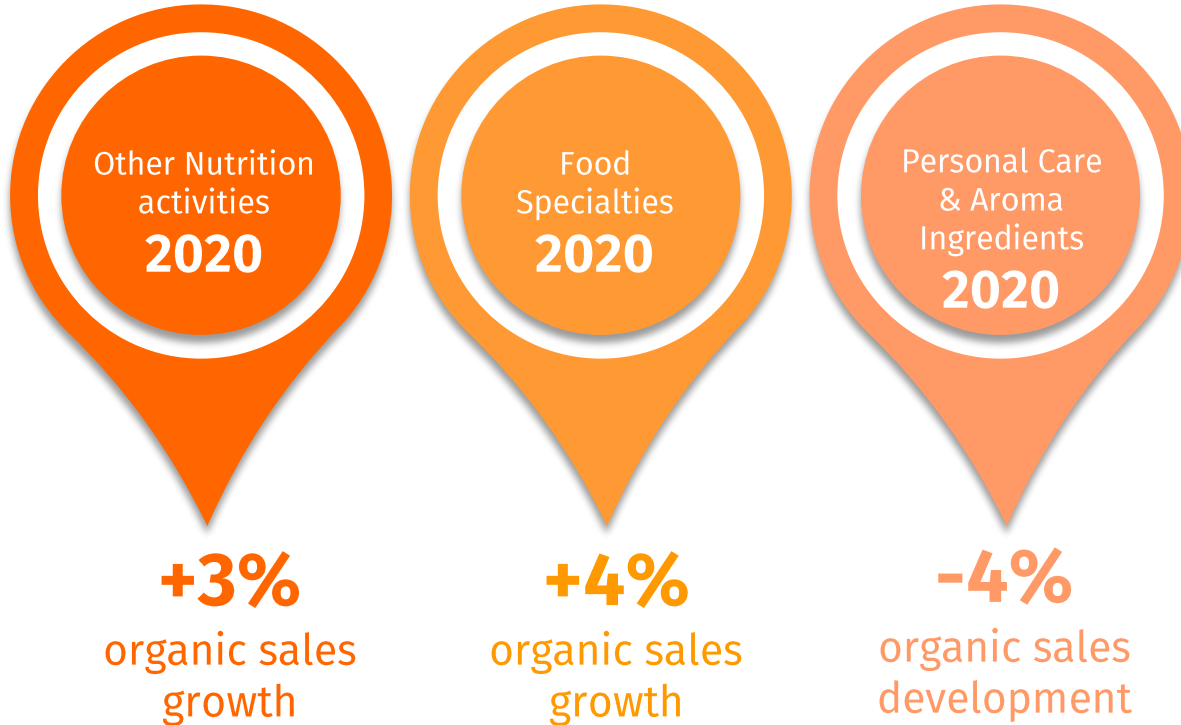 Other Nutrition
activities
2020
+3%
organic sales
growth
Food
Specialties
2020
+4%
organic sales
growth
Personal Care
& Aroma
Ingredients
2020
-4%
organic sales
development